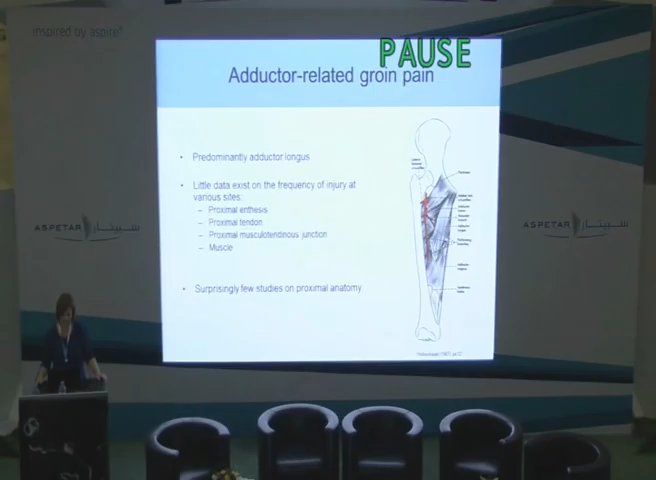 inspired by aspire
PAUSE
Adductor-related groin pain
• Predominantly adductor longus
• Little data exist on the frequency of injury at
various sites:
– Proximal enthesis
– Proximal tendon
– Proximal musculotendinous junction
– Muscle
• Surprisingly few studies on proximal anatomy
ASPETAR سبيتار
ASPETAR سبيتار